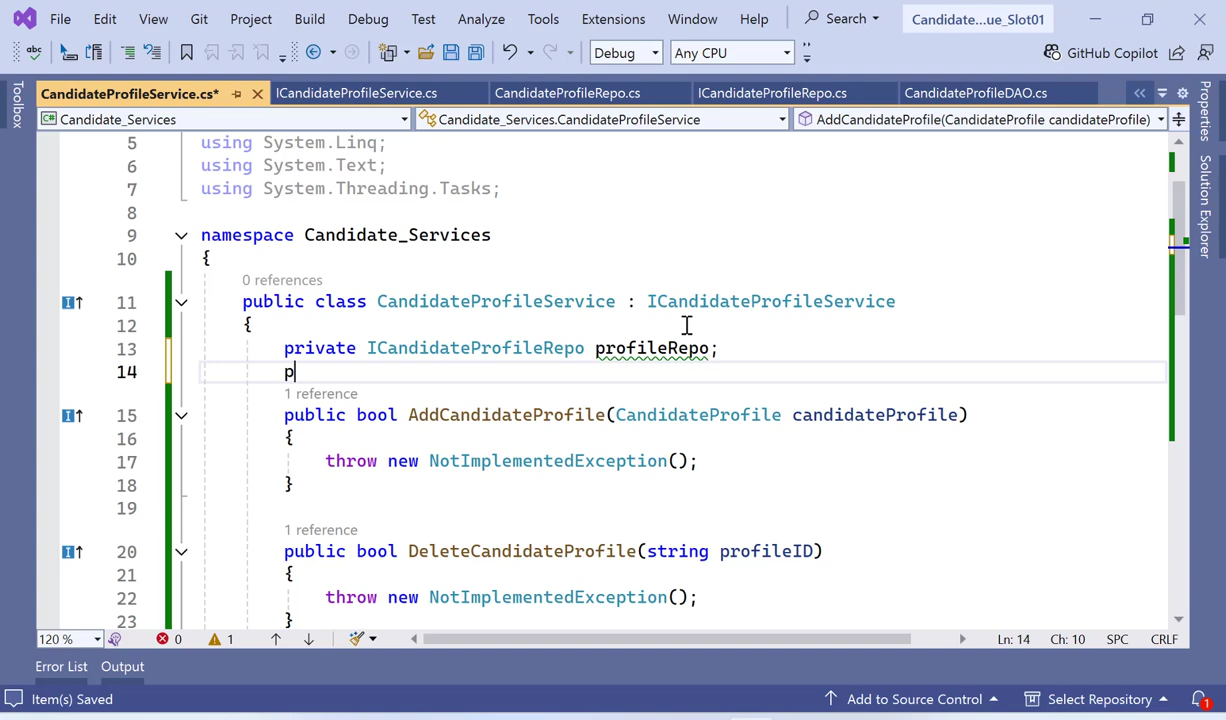 File Edit View Git Project Build Debug Test Analyze Tools Extensions Window Help Search Candidate...ue_Slot01
abc Debug Any CPU GitHub Copilot
Toolbox CandidateProfileService.cs* ICandidateProfileService.cs CandidateProfileRepo.cs ICandidateProfileRepo.cs CandidateProfileDAO.cs Properties
C# Candidate_Services Candidate_Services.CandidateProfileService AddCandidateProfile(CandidateProfile candidateProfile)
Solution Explorer
5 using System.Linq;
6 using System.Text;
7 using System.Threading.Tasks;
8
9 namespace Candidate_Services
10 {
0 references
11 public class CandidateProfileService : ICandidateProfileService
12 {
13 private ICandidateProfileRepo profileRepo;
14 p
1 reference
15 public bool AddCandidateProfile(CandidateProfile candidateProfile)
16 {
17 throw new NotImplementedException();
18 }
19
1 reference
20 public bool DeleteCandidateProfile(string profileID)
21 {
22 throw new NotImplementedException();
23 }
120 % 0 1 Ln: 14 Ch: 10 SPC CRLF
Error List Output
Item(s) Saved Add to Source Control Select Repository 1